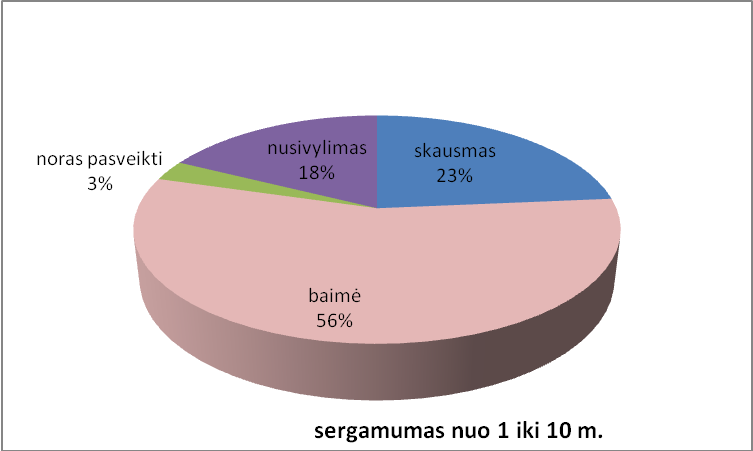 nusivylimas
18%
skausmas
23%
noras pasveikti
3%
baimė
56%
sergamumas nuo 1 iki 10 m.